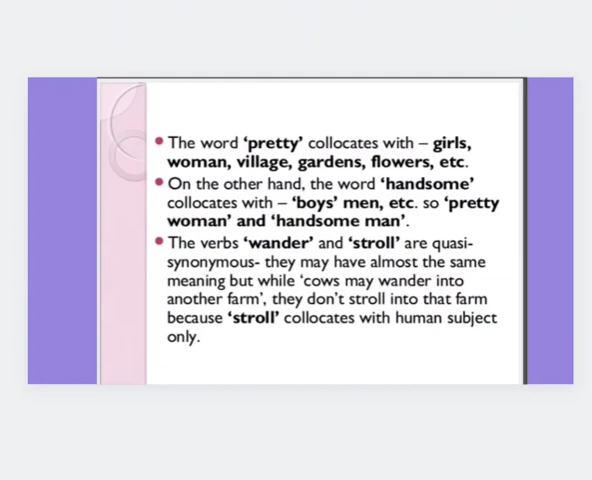 • The word ‘pretty’ collocates with – girls,
woman, village, gardens, flowers, etc.
• On the other hand, the word ‘handsome’
collocates with – ‘boys’ men, etc. so ‘pretty
woman’ and ‘handsome man’.
• The verbs ‘wander’ and ‘stroll’ are quasi-
synonymous- they may have almost the same
meaning but while ‘cows may wander into
another farm’, they don’t stroll into that farm
because ‘stroll’ collocates with human subject
only.